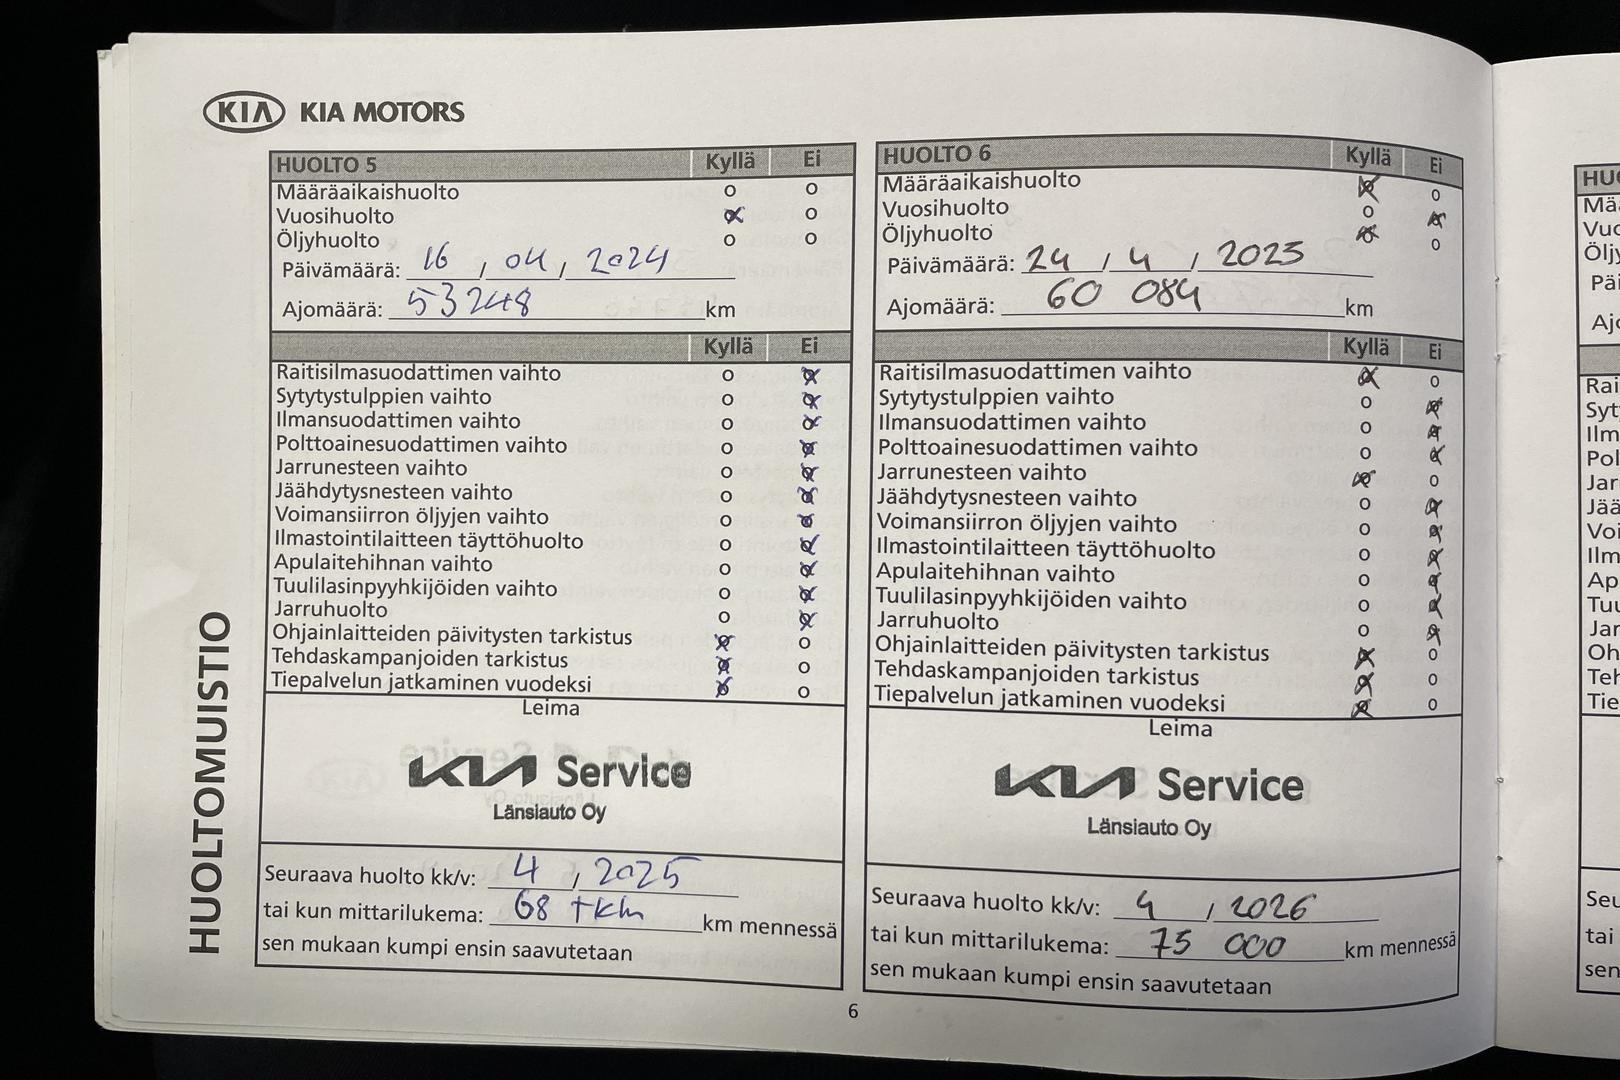 KIA KIA MOTORS
HUOLTOMUISTIO
HUOLTO 5 Kyllä Ei
Määräaikaishuolto o o
Vuosihuolto x o
Öljyhuolto o o
Päivämäärä: 16 / 04 / 2024
Ajomäärä: 53248 km
Kyllä Ei
Raitisilmasuodattimen vaihto o x
Sytytystulppien vaihto o x
Ilmansuodattimen vaihto o x
Polttoainesuodattimen vaihto o x
Jarrunesteen vaihto o x
Jäähdytysnesteen vaihto o x
Voimansiirron öljyjen vaihto o x
Ilmastointilaitteen täyttöhuolto o x
Apulaitehihnan vaihto o x
Tuulilasinpyyhkijöiden vaihto o x
Jarruhuolto o x
Ohjainlaitteiden päivitysten tarkistus x o
Tehdaskampanjoiden tarkistus x o
Tiepalvelun jatkaminen vuodeksi x o
Leima
KIA Service
Länsiauto Oy
Seuraava huolto kk/v: 4 / 2025
tai kun mittarilukema: 68 tkm km mennessä
sen mukaan kumpi ensin saavutetaan
HUOLTO 6 Kyllä Ei
Määräaikaishuolto x o
Vuosihuolto o x
Öljyhuolto x o
Päivämäärä: 24 / 4 / 2025
Ajomäärä: 60 084 km
Kyllä Ei
Raitisilmasuodattimen vaihto x o
Sytytystulppien vaihto o x
Ilmansuodattimen vaihto o x
Polttoainesuodattimen vaihto o x
Jarrunesteen vaihto x o
Jäähdytysnesteen vaihto o x
Voimansiirron öljyjen vaihto o x
Ilmastointilaitteen täyttöhuolto o x
Apulaitehihnan vaihto o x
Tuulilasinpyyhkijöiden vaihto o x
Jarruhuolto o x
Ohjainlaitteiden päivitysten tarkistus x o
Tehdaskampanjoiden tarkistus x o
Tiepalvelun jatkaminen vuodeksi x o
Leima
KIA Service
Länsiauto Oy
Seuraava huolto kk/v: 4 / 2026
tai kun mittarilukema: 75 000 km mennessä
sen mukaan kumpi ensin saavutetaan
6